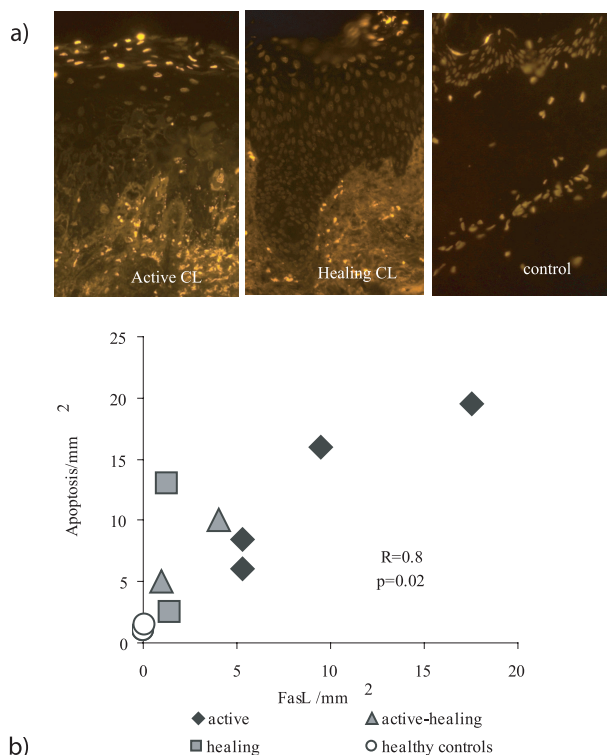 a)
Active CL
Healing CL
control
25
20
15
10
5
0
Apoptosis/mm 2
R=0.8
p=0.02
0 5 10 15 20
FasL /mm 2
active
active-healing
healing
healthy controls
b)